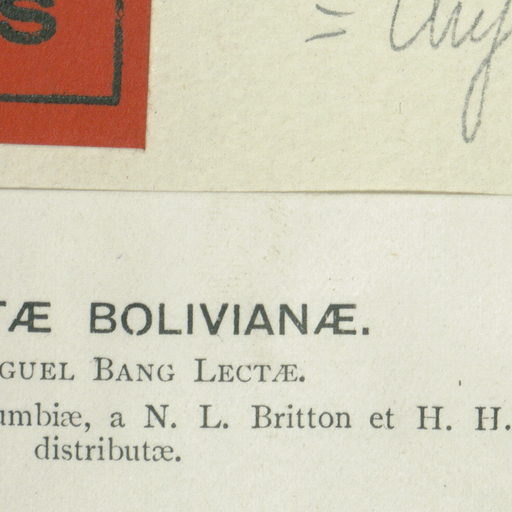 S
=
TÆ BOLIVIANÆ.
GUEL BANG LECTÆ.
umbiæ, a N. L. Britton et H. H.
distributæ.